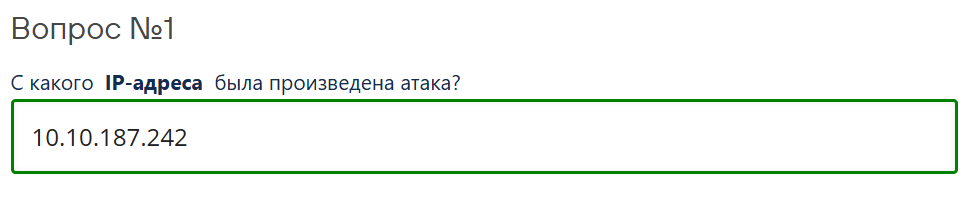 Вопрос №1
С какого IP-адреса была произведена атака?
10.10.187.242